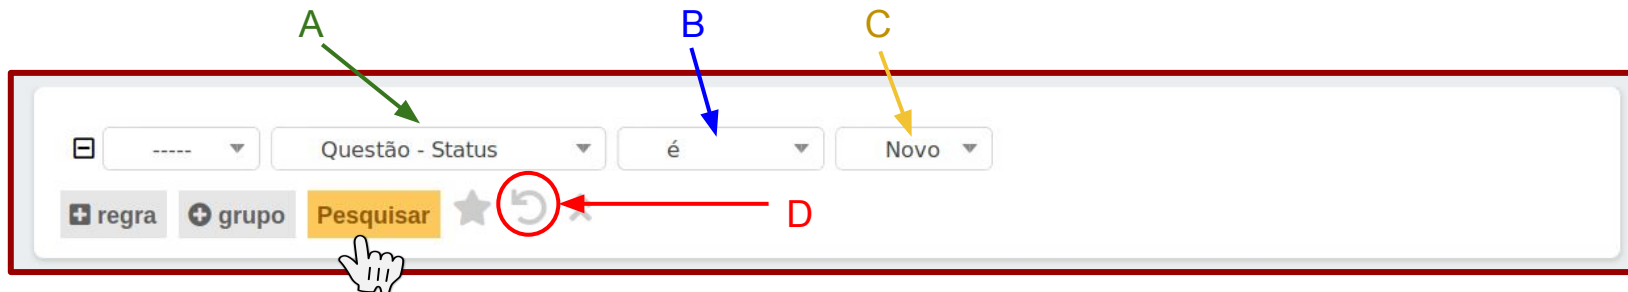 A B C
----- Questão - Status é Novo
regra grupo Pesquisar
D